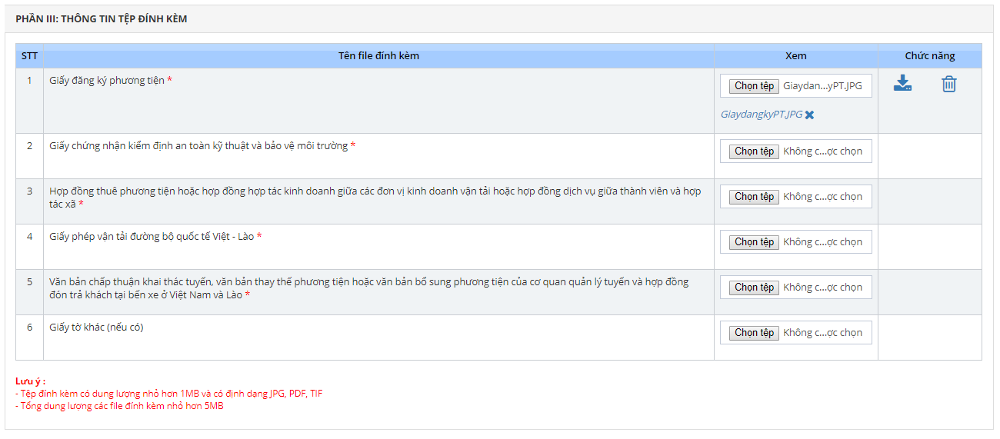 PHẦN III: THÔNG TIN TỆP ĐÍNH KÈM
STT Tên file đính kèm Xem Chức năng
1 Giấy đăng ký phương tiện * Chọn tệp Giaydan...yPT.JPG
GiaydangkyPT.JPG
2 Giấy chứng nhận kiểm định an toàn kỹ thuật và bảo vệ môi trường * Chọn tệp Không c...ợc chọn
3 Hợp đồng thuê phương tiện hoặc hợp đồng hợp tác kinh doanh giữa các đơn vị kinh doanh vận tải hoặc hợp đồng dịch vụ giữa thành viên và hợp Chọn tệp Không c...ợc chọn
tác xã *
4 Giấy phép vận tải đường bộ quốc tế Việt - Lào * Chọn tệp Không c...ợc chọn
5 Văn bản chấp thuận khai thác tuyến, văn bản thay thế phương tiện hoặc văn bản bổ sung phương tiện của cơ quan quản lý tuyến và hợp đồng Chọn tệp Không c...ợc chọn
đón trả khách tại bến xe ở Việt Nam và Lào *
6 Giấy tờ khác (nếu có) Chọn tệp Không c...ợc chọn
Lưu ý :
- Tệp đính kèm có dung lượng nhỏ hơn 1MB và có định dạng JPG, PDF, TIF
- Tổng dung lượng các file đính kèm nhỏ hơn 5MB